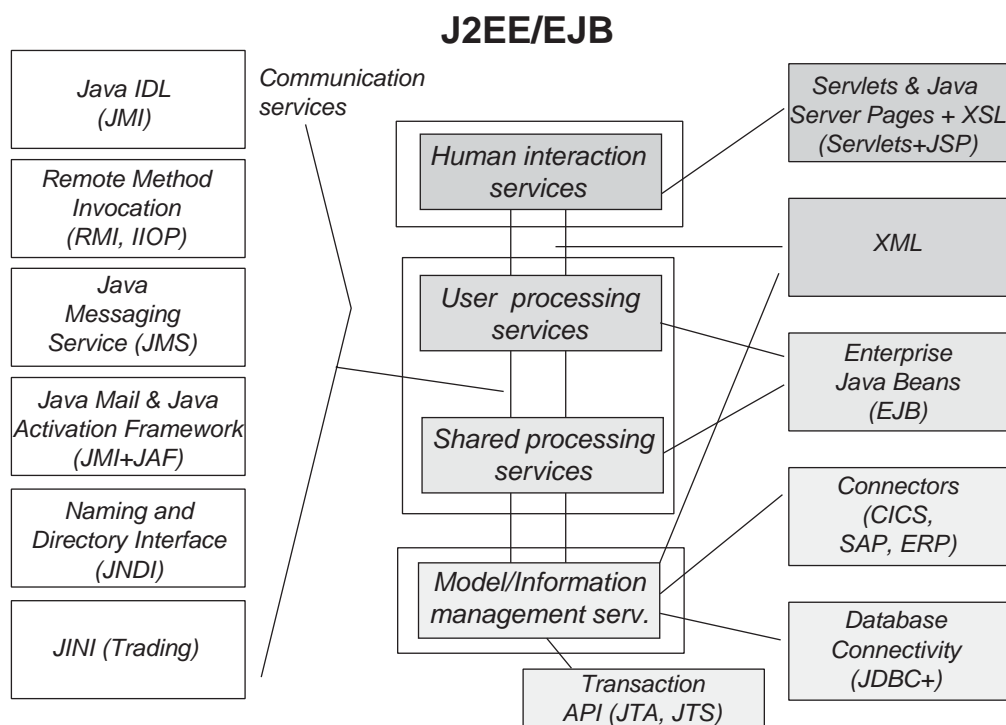 J2EE/EJB
Java IDL
(JMI)
Remote Method
Invocation
(RMI, IIOP)
Java
Messaging
Service (JMS)
Java Mail & Java
Activation Framework
(JMI+JAF)
Naming and
Directory Interface
(JNDI)
JINI (Trading)
Communication
services
Human interaction
services
User processing
services
Shared processing
services
Model/Information
management serv.
Transaction
API (JTA, JTS)
Servlets & Java
Server Pages + XSL
(Servlets+JSP)
XML
Enterprise
Java Beans
(EJB)
Connectors
(CICS,
SAP, ERP)
Database
Connectivity
(JDBC+)